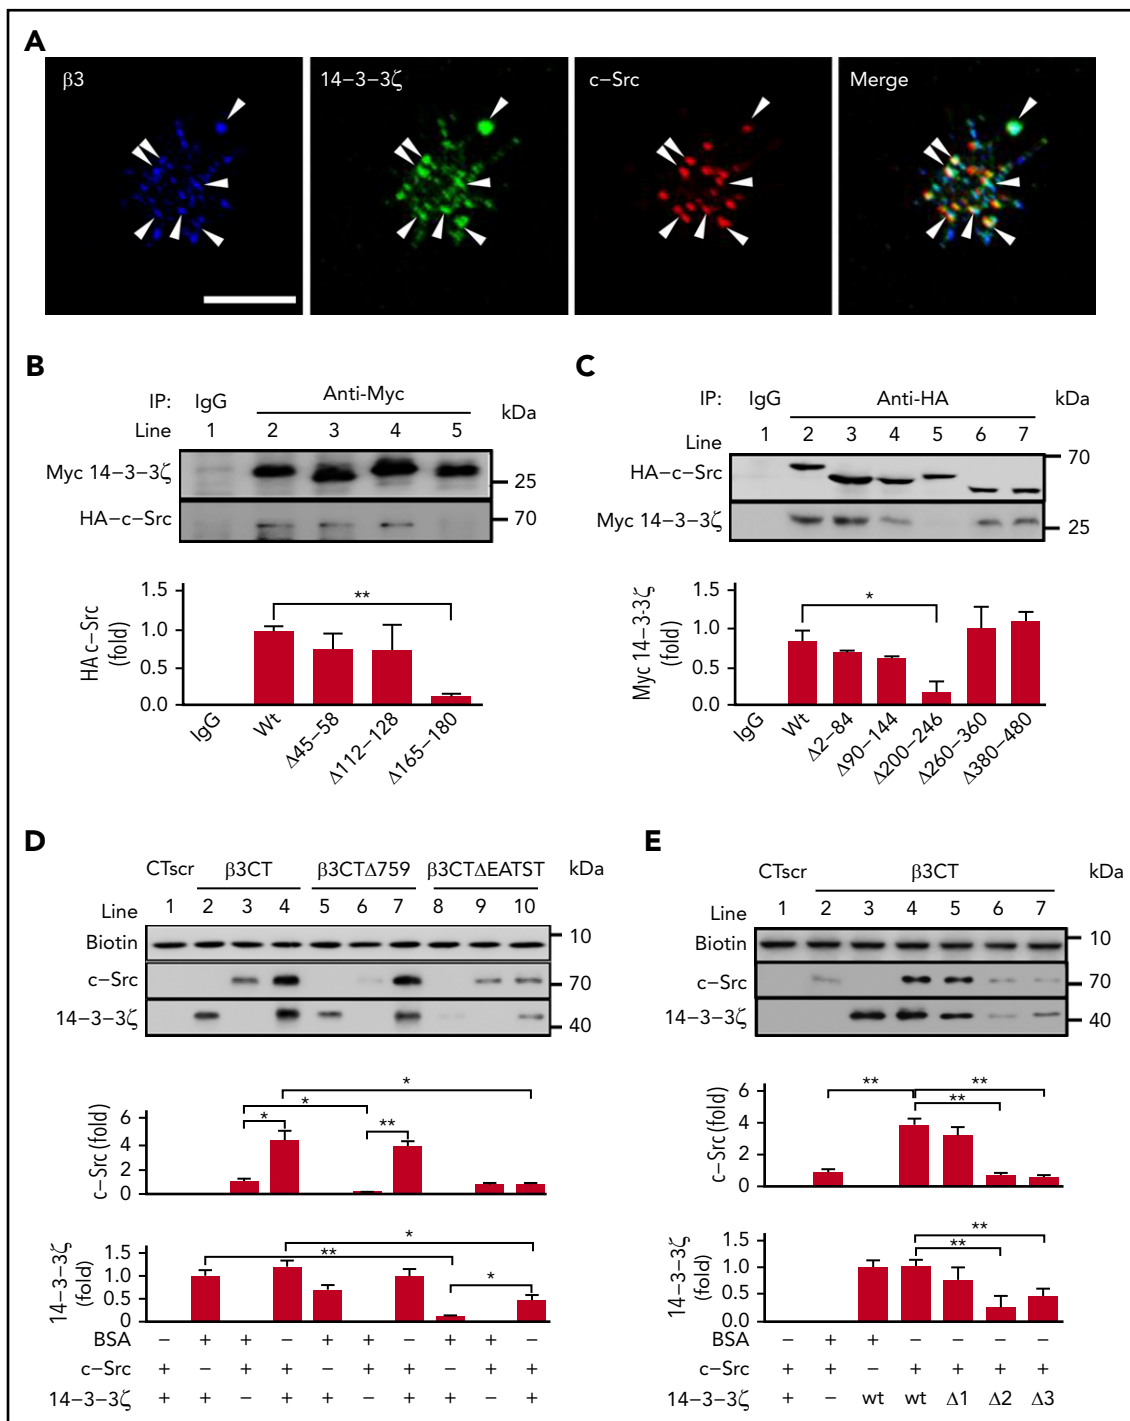 A
β3 14–3–3ζ c–Src Merge
B
IP: IgG Anti-Myc kDa
Line 1 2 3 4 5
Myc 14–3–3ζ 25
HA–c–Src 70
HA c–Src (fold)
1.5
1.0
0.5
0.0
**
IgG Wt Δ45–58 Δ112–128 Δ165–180
C
IP: IgG Anti-HA kDa
Line 1 2 3 4 5 6 7
HA–c–Src 70
Myc 14–3–3ζ 25
Myc 14-3-3ζ (fold)
1.5
1.0
0.5
0.0
*
IgG Wt Δ2–84 Δ90–144 Δ200–246 Δ260–360 Δ380–480
D
CTscr β3CT β3CTΔ759 β3CTΔEATST kDa
Line 1 2 3 4 5 6 7 8 9 10
Biotin 10
c–Src 70
14–3–3ζ 40
c–Src (fold)
6
4
2
0
* * * **
14–3–3ζ (fold)
1.5
1.0
0.5
0
* ** *
BSA – + + – + + – + + –
c–Src + – + + – + + – + +
14–3–3ζ + + – + + – + + – +
E
CTscr β3CT kDa
Line 1 2 3 4 5 6 7
Biotin 10
c–Src 70
14–3–3ζ 40
c–Src (fold)
6
4
2
0
** ** **
14–3–3ζ (fold)
1.5
1.0
0.5
0.0
** **
BSA – + + – – – –
c–Src + + – + + + +
14–3–3ζ + – wt wt Δ1 Δ2 Δ3